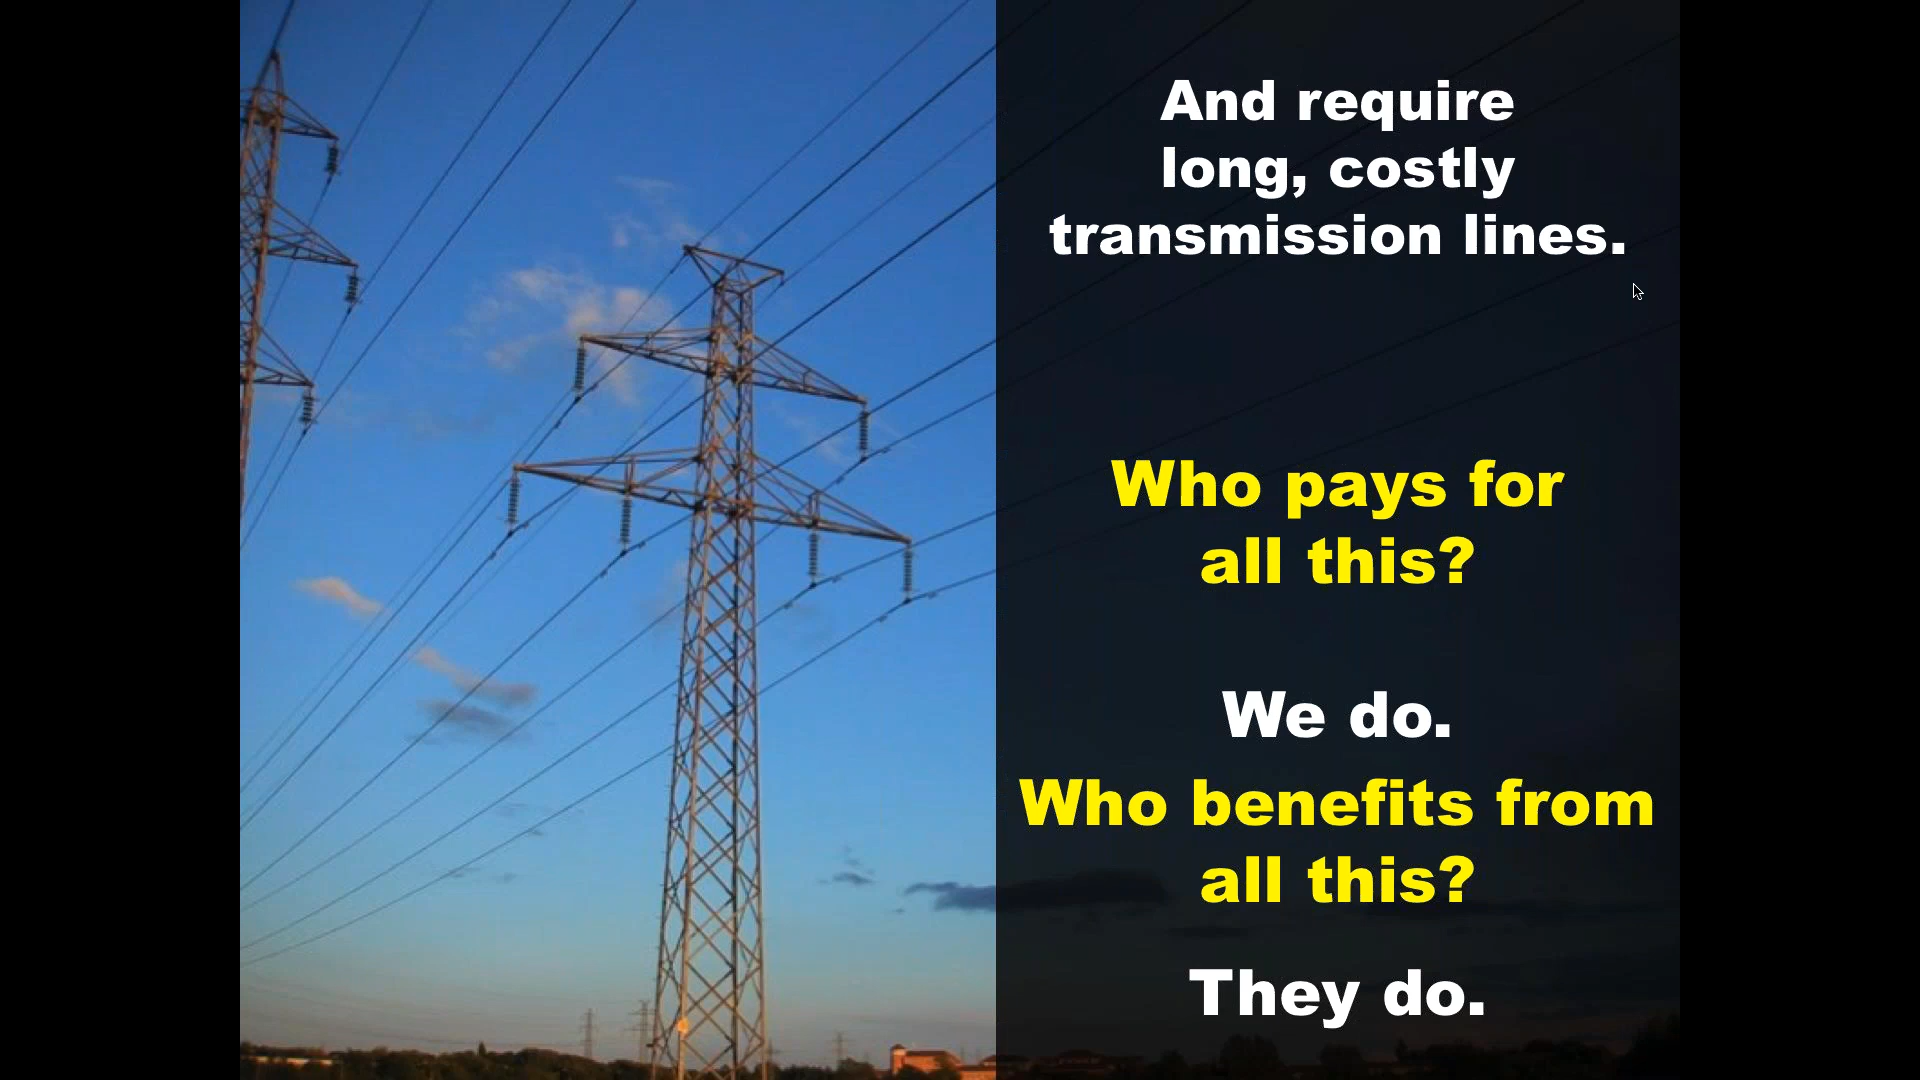 And require
long, costly
transmission lines.
Who pays for
all this?
We do.
Who benefits from
all this?
They do.